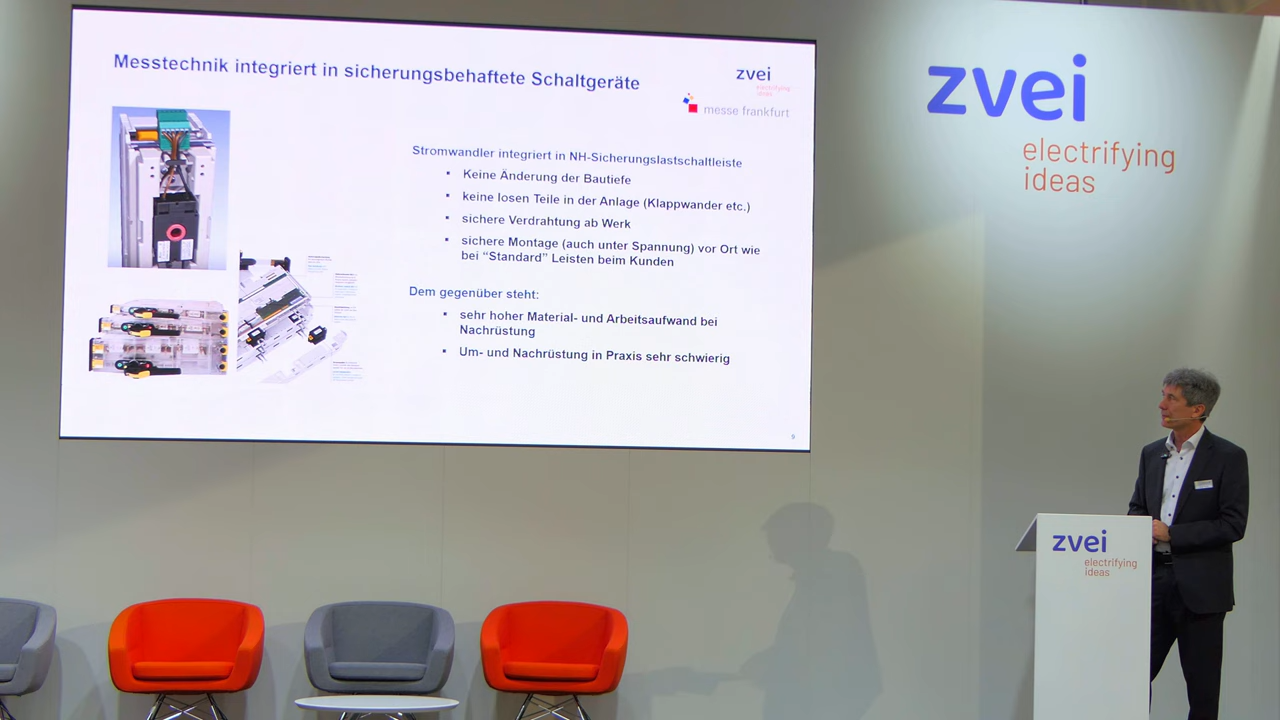 Messtechnik integriert in sicherungsbehaftete Schaltgeräte
zvei
electrifying
ideas
messe frankfurt
Stromwandler integriert in NH-Sicherungslastschaltleiste
▪ Keine Änderung der Bautiefe
▪ keine losen Teile in der Anlage (Klappwander etc.)
▪ sichere Verdrahtung ab Werk
▪ sichere Montage (auch unter Spannung) vor Ort wie
bei “Standard” Leisten beim Kunden
Dem gegenüber steht:
▪ sehr hoher Material- und Arbeitsaufwand bei
Nachrüstung
▪ Um- und Nachrüstung in Praxis sehr schwierig
9
zvei
electrifying
ideas
zvei
electrifying
ideas